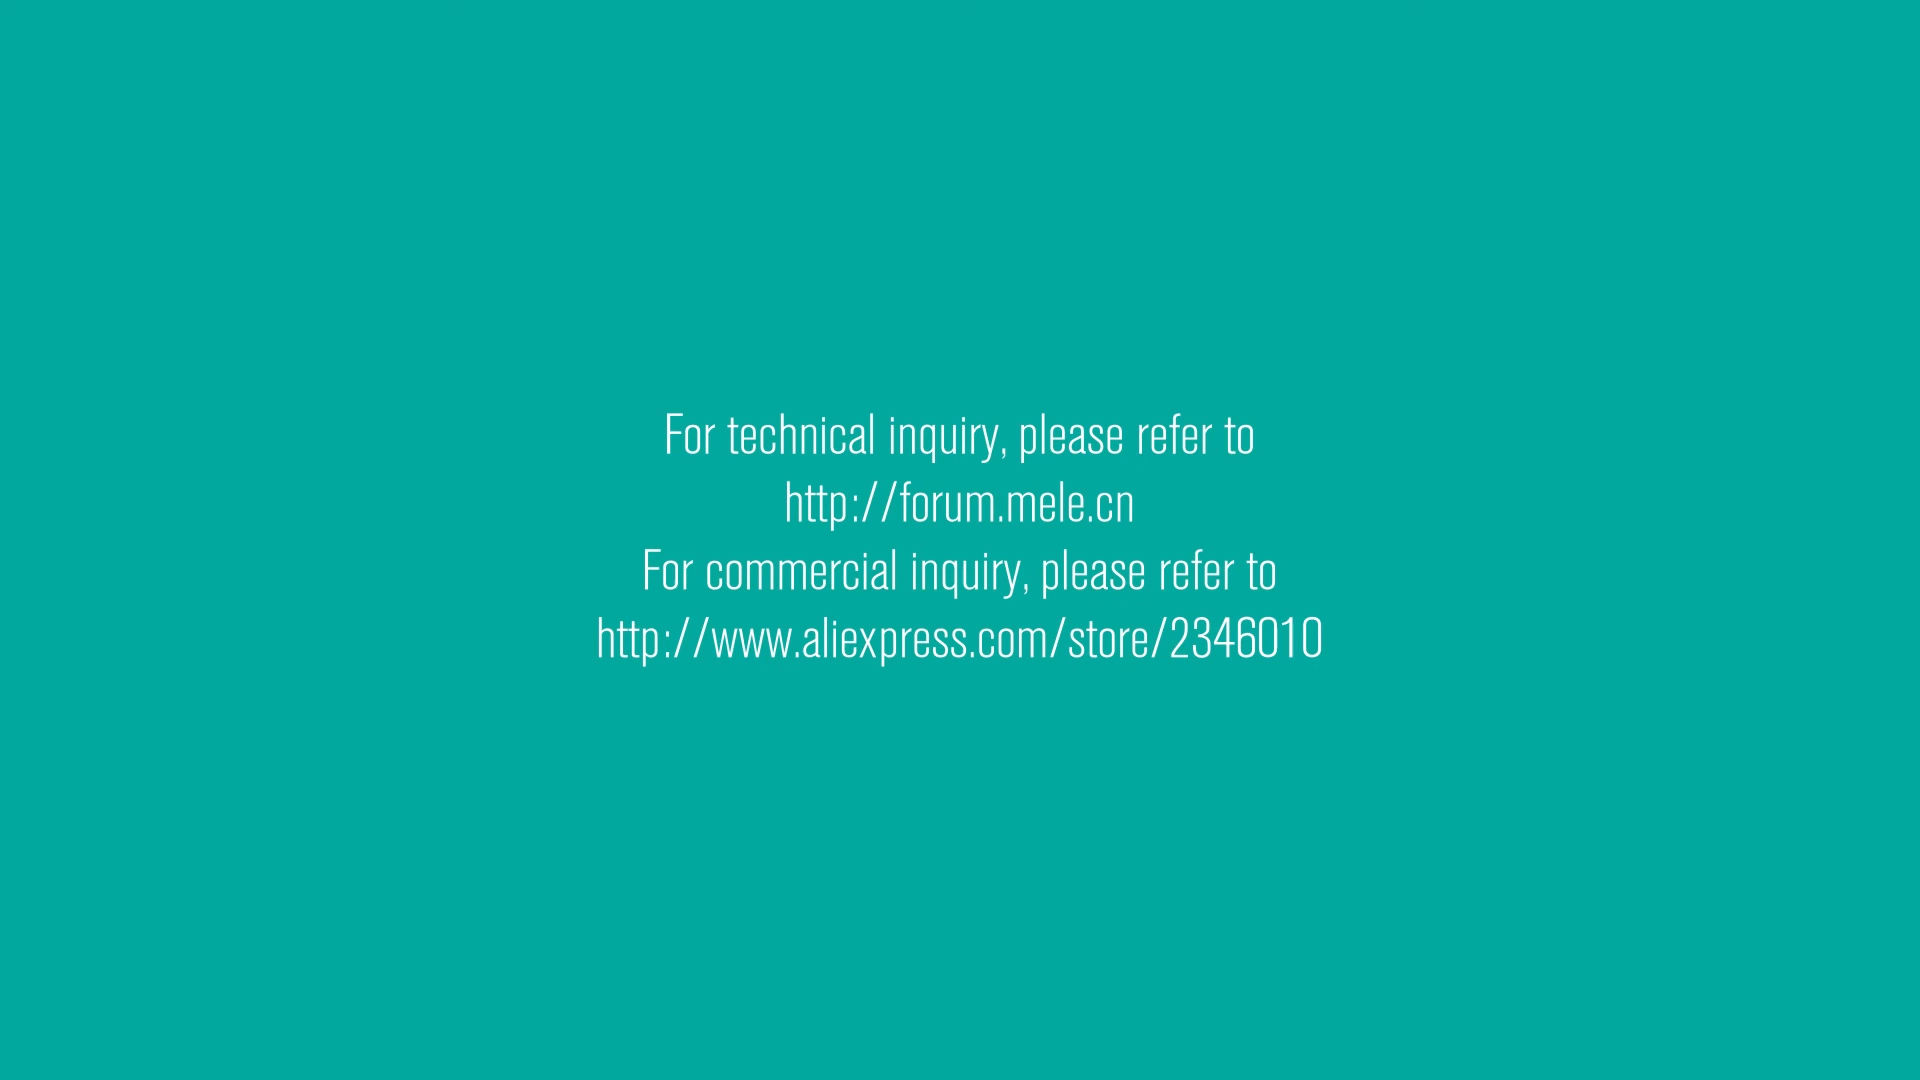 For technical inquiry, please refer to
http://forum.mele.cn
For commercial inquiry, please refer to
http://www.aliexpress.com/store/2346010